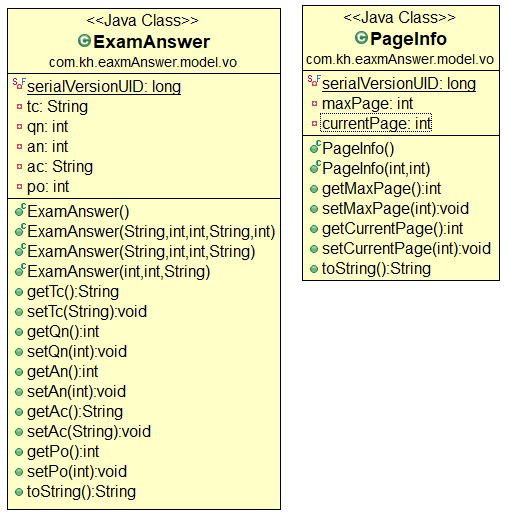 <<Java Class>>
ExamAnswer
com.kh.eaxmAnswer.model.vo
serialVersionUID: long
tc: String
qn: int
an: int
ac: String
po: int
ExamAnswer()
ExamAnswer(String,int,int,String,int)
ExamAnswer(String,int,int,String)
ExamAnswer(int,int,String)
getTc():String
setTc(String):void
getQn():int
setQn(int):void
getAn():int
setAn(int):void
getAc():String
setAc(String):void
getPo():int
setPo(int):void
toString():String
<<Java Class>>
PageInfo
com.kh.eaxmAnswer.model.vo
serialVersionUID: long
maxPage: int
currentPage: int
PageInfo()
PageInfo(int,int)
getMaxPage():int
setMaxPage(int):void
getCurrentPage():int
setCurrentPage(int):void
toString():String